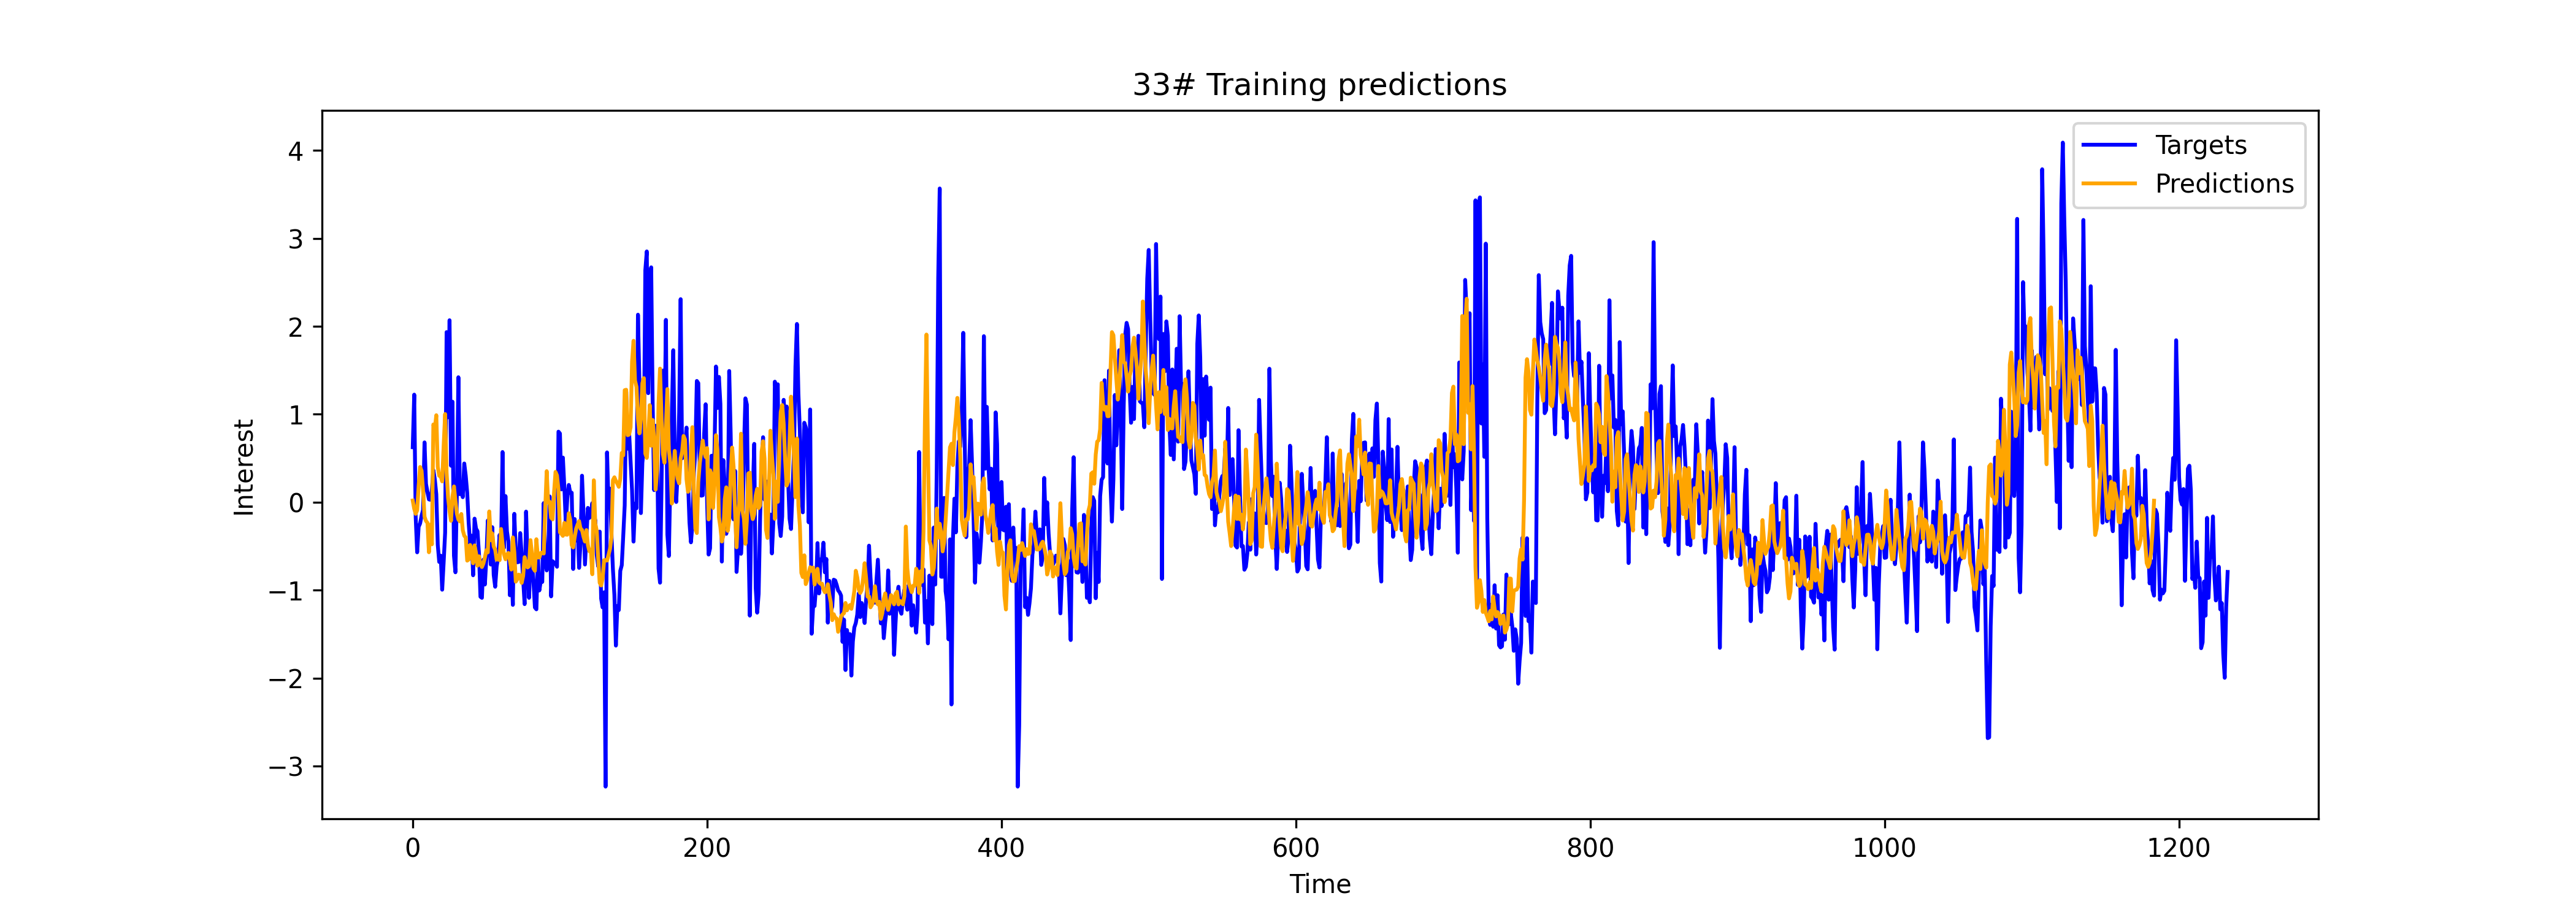 33# Training predictions
Targets
Predictions
Interest
4
3
2
1
0
−1
−2
−3
0 200 400 600 800 1000 1200
Time